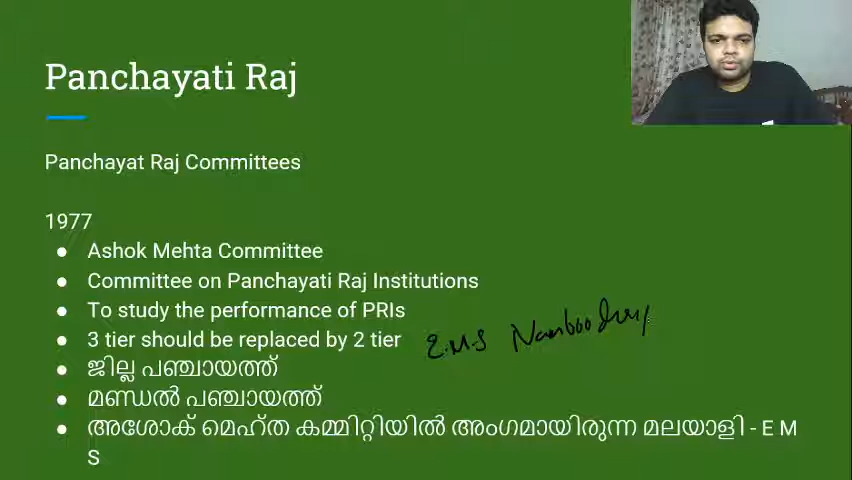 Panchayati Raj
Panchayat Raj Committees
1977
● Ashok Mehta Committee
● Committee on Panchayati Raj Institutions
● To study the performance of PRIs
● 3 tier should be replaced by 2 tier
E.M.S Namboodiri
● ജില്ല പഞ്ചായത്ത്
● മണ്ഡൽ പഞ്ചായത്ത്
● അശോക് മെഹ്ത കമ്മിറ്റിയിൽ അംഗമായിരുന്ന മലയാളി - E M
S